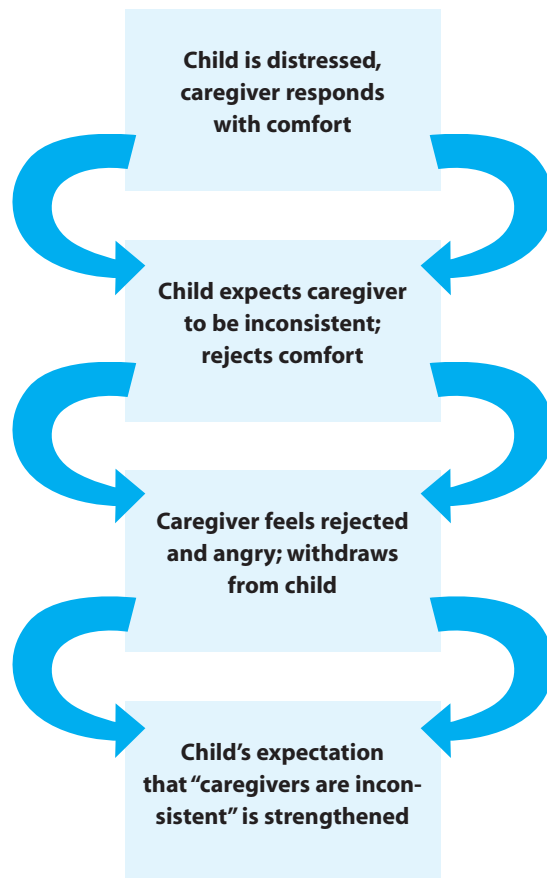 Child is distressed,
caregiver responds
with comfort
Child expects caregiver
to be inconsistent;
rejects comfort
Caregiver feels rejected
and angry; withdraws
from child
Child’s expectation
that “caregivers are incon-
sistent” is strengthened